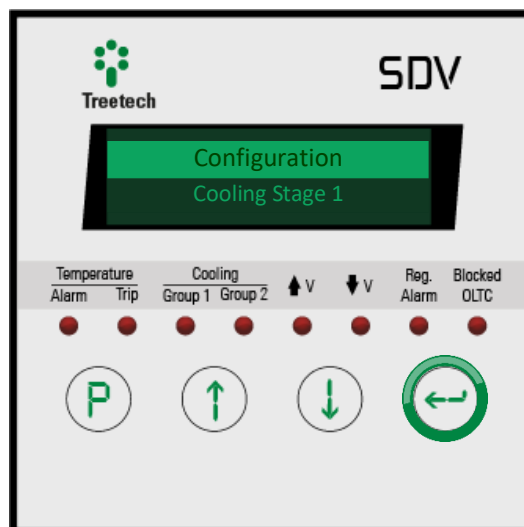 Treetech
SDV
Configuration
Cooling Stage 1
Temperature
Alarm Trip
Cooling
Group 1 Group 2
V
V
Reg.
Alarm
Blocked
OLTC
P